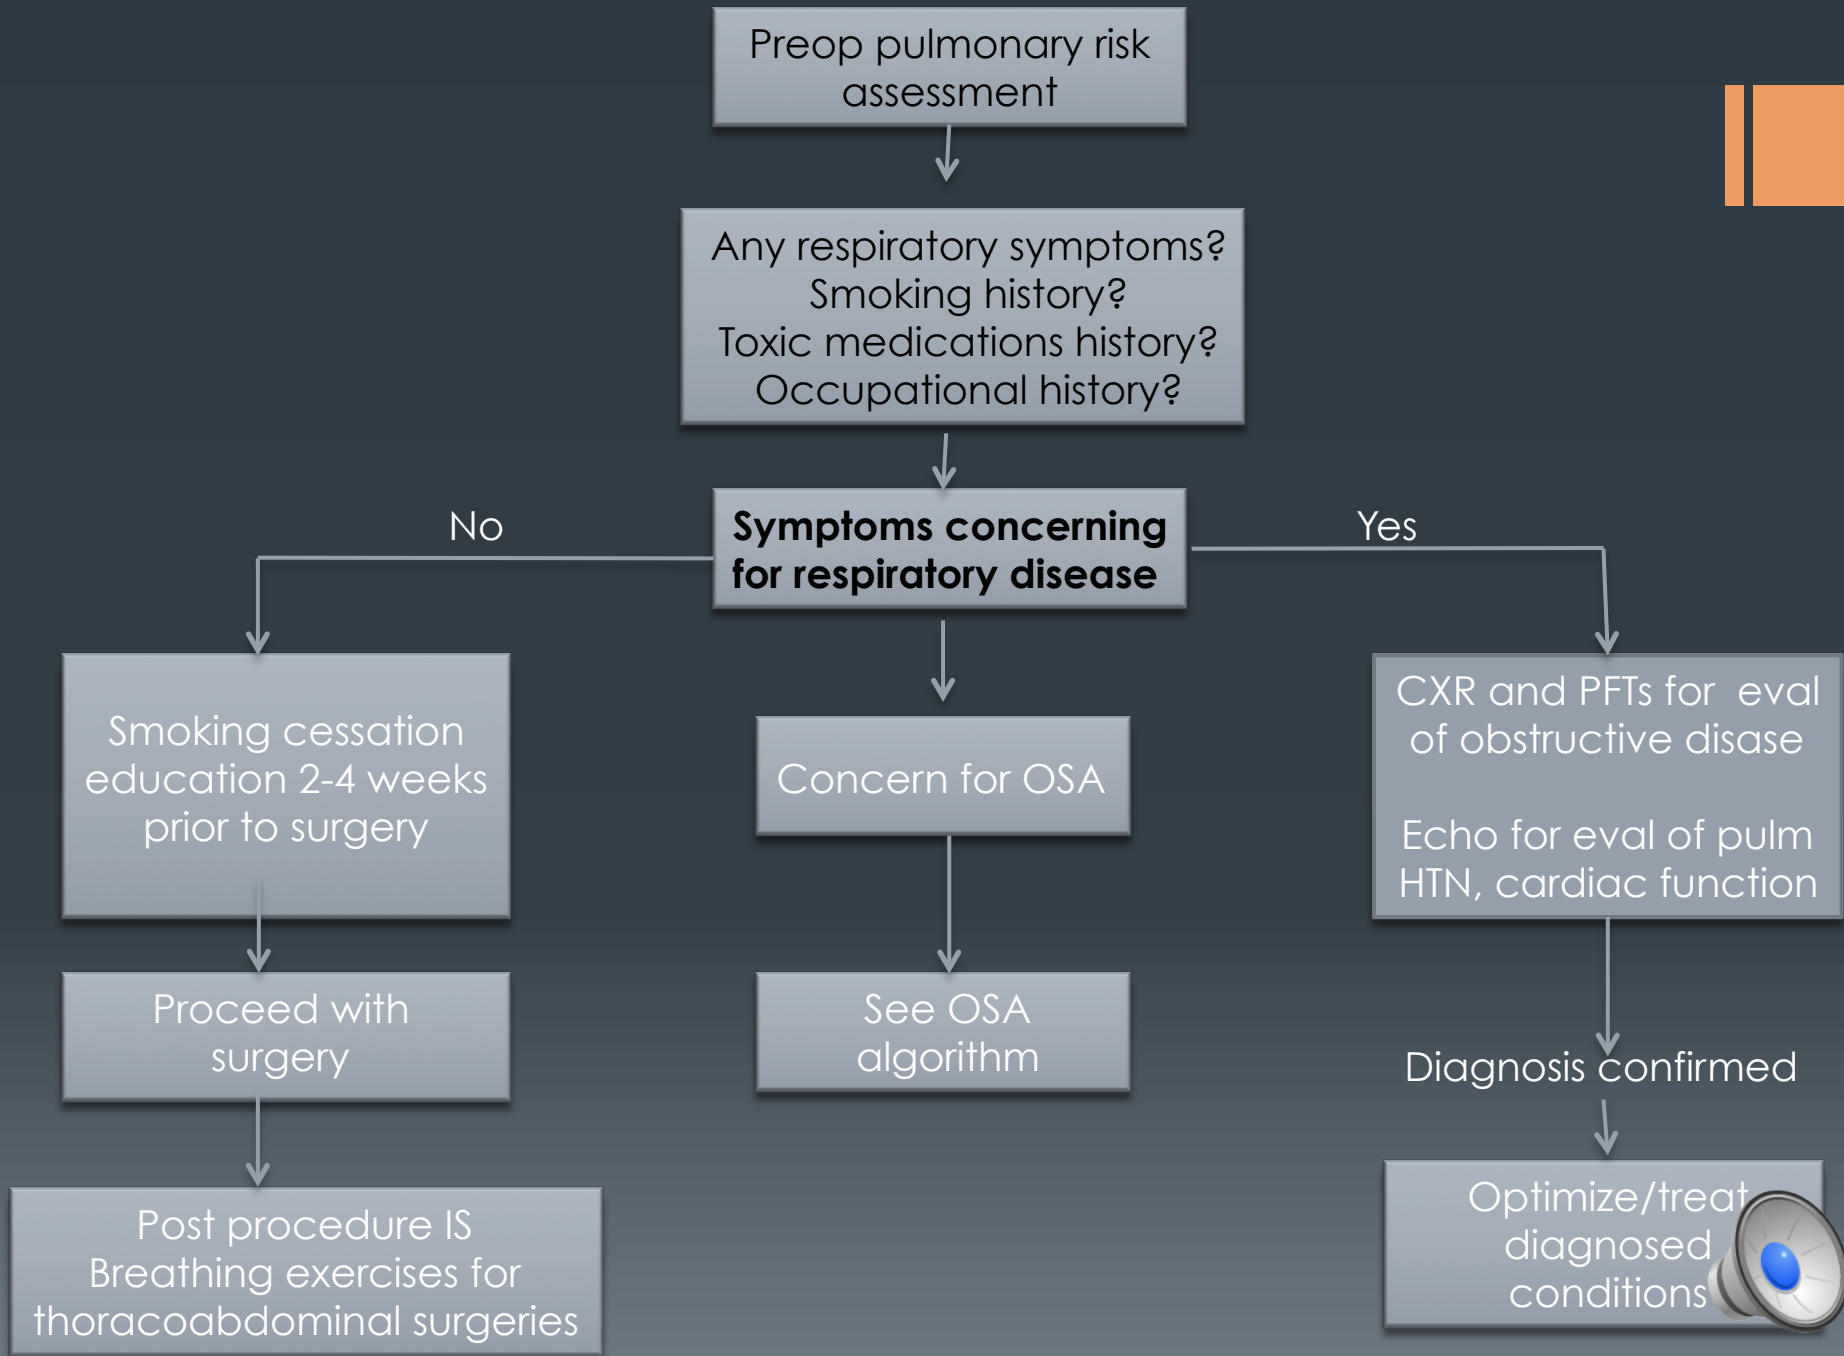 Preop pulmonary risk
assessment
Any respiratory symptoms?
Smoking history?
Toxic medications history?
Occupational history?
No
Symptoms concerning
for respiratory disease
Yes
Smoking cessation
education 2-4 weeks
prior to surgery
Concern for OSA
CXR and PFTs for eval
of obstructive disase
Echo for eval of pulm
HTN, cardiac function
Proceed with
surgery
See OSA
algorithm
Diagnosis confirmed
Post procedure IS
Breathing exercises for
thoracoabdominal surgeries
Optimize/treat
diagnosed
conditions